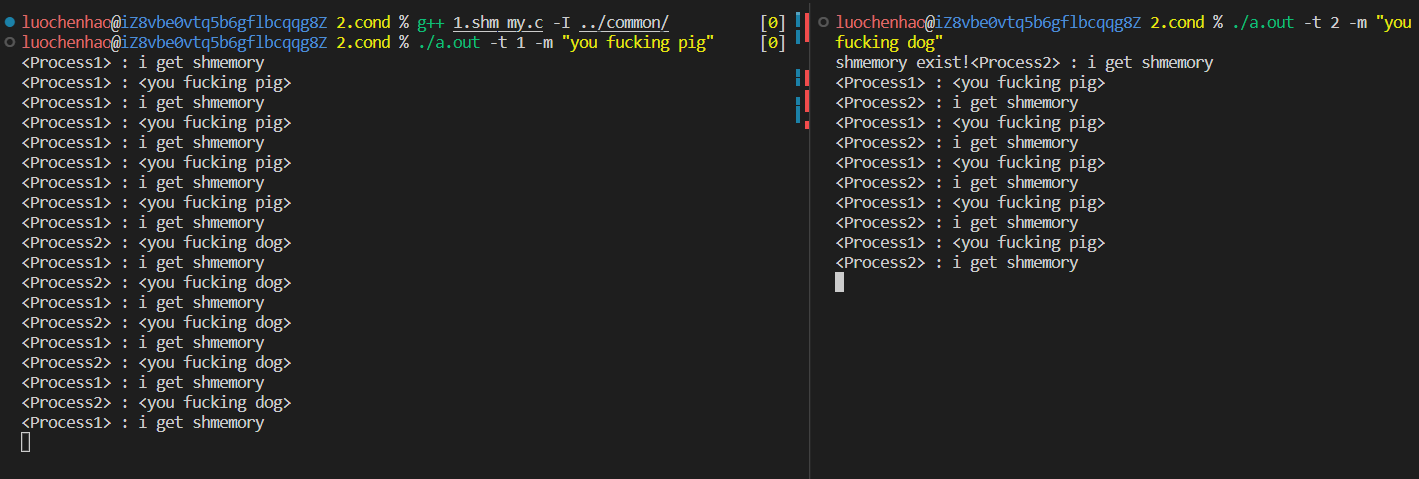 luochenhao@iZ8vbe0vtq5b6gflbcqqg8Z 2.cond % g++ 1.shm_my.c -I ../common/ [0]
luochenhao@iZ8vbe0vtq5b6gflbcqqg8Z 2.cond % ./a.out -t 1 -m "you fucking pig" [0]
<Process1> : i get shmemory
<Process1> : <you fucking pig>
<Process1> : i get shmemory
<Process1> : <you fucking pig>
<Process1> : i get shmemory
<Process1> : <you fucking pig>
<Process1> : i get shmemory
<Process1> : <you fucking pig>
<Process1> : i get shmemory
<Process2> : <you fucking dog>
<Process1> : i get shmemory
<Process2> : <you fucking dog>
<Process1> : i get shmemory
<Process2> : <you fucking dog>
<Process1> : i get shmemory
<Process2> : <you fucking dog>
<Process1> : i get shmemory
<Process2> : <you fucking dog>
<Process1> : i get shmemory
luochenhao@iZ8vbe0vtq5b6gflbcqqg8Z 2.cond % ./a.out -t 2 -m "you
fucking dog"
shmemory exist!<Process2> : i get shmemory
<Process1> : <you fucking pig>
<Process2> : i get shmemory
<Process1> : <you fucking pig>
<Process2> : i get shmemory
<Process1> : <you fucking pig>
<Process2> : i get shmemory
<Process1> : <you fucking pig>
<Process2> : i get shmemory
<Process1> : <you fucking pig>
<Process2> : i get shmemory